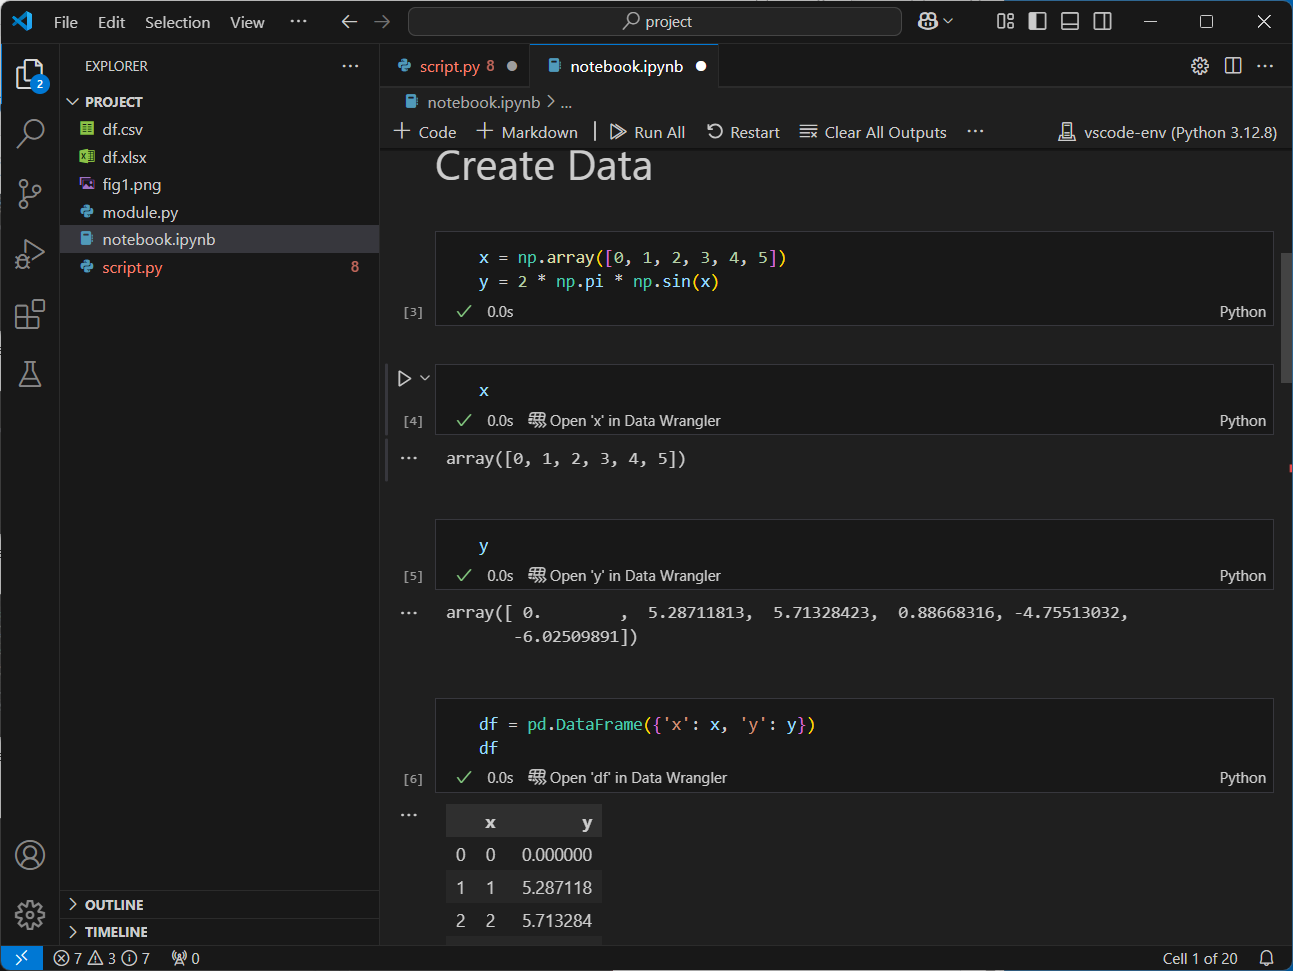 File Edit Selection View ··· project
EXPLORER ···
PROJECT
df.csv
df.xlsx
fig1.png
module.py
notebook.ipynb
script.py 8
2
OUTLINE
TIMELINE
script.py 8
notebook.ipynb
notebook.ipynb > ...
+ Code + Markdown | Run All Restart Clear All Outputs ··· vscode-env (Python 3.12.8)
Create Data
x = np.array([0, 1, 2, 3, 4, 5])
y = 2 * np.pi * np.sin(x)
[3] 0.0s Python
x
[4] 0.0s Open 'x' in Data Wrangler Python
array([0, 1, 2, 3, 4, 5])
y
[5] 0.0s Open 'y' in Data Wrangler Python
array([ 0.        ,  5.28711813,  5.71328423,  0.88668316, -4.75513032,
-6.02509891])
df = pd.DataFrame({'x': x, 'y': y})
df
[6] 0.0s Open 'df' in Data Wrangler Python
x y
0 0 0.000000
1 1 5.287118
2 2 5.713284
7 3 7 0 Cell 1 of 20